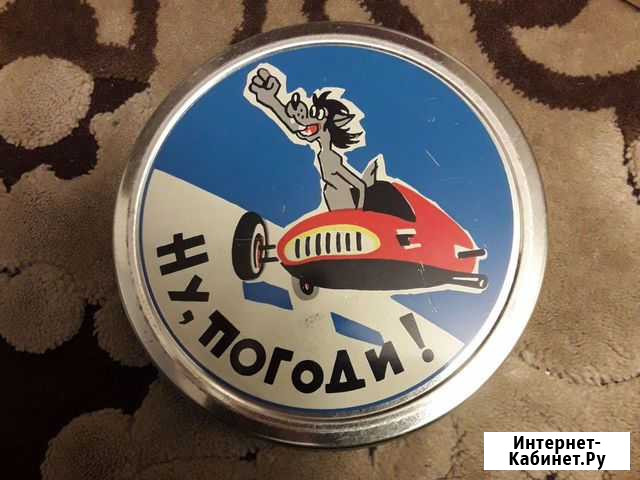 Ну, погоди!
Интернет-
Кабинет.Ру